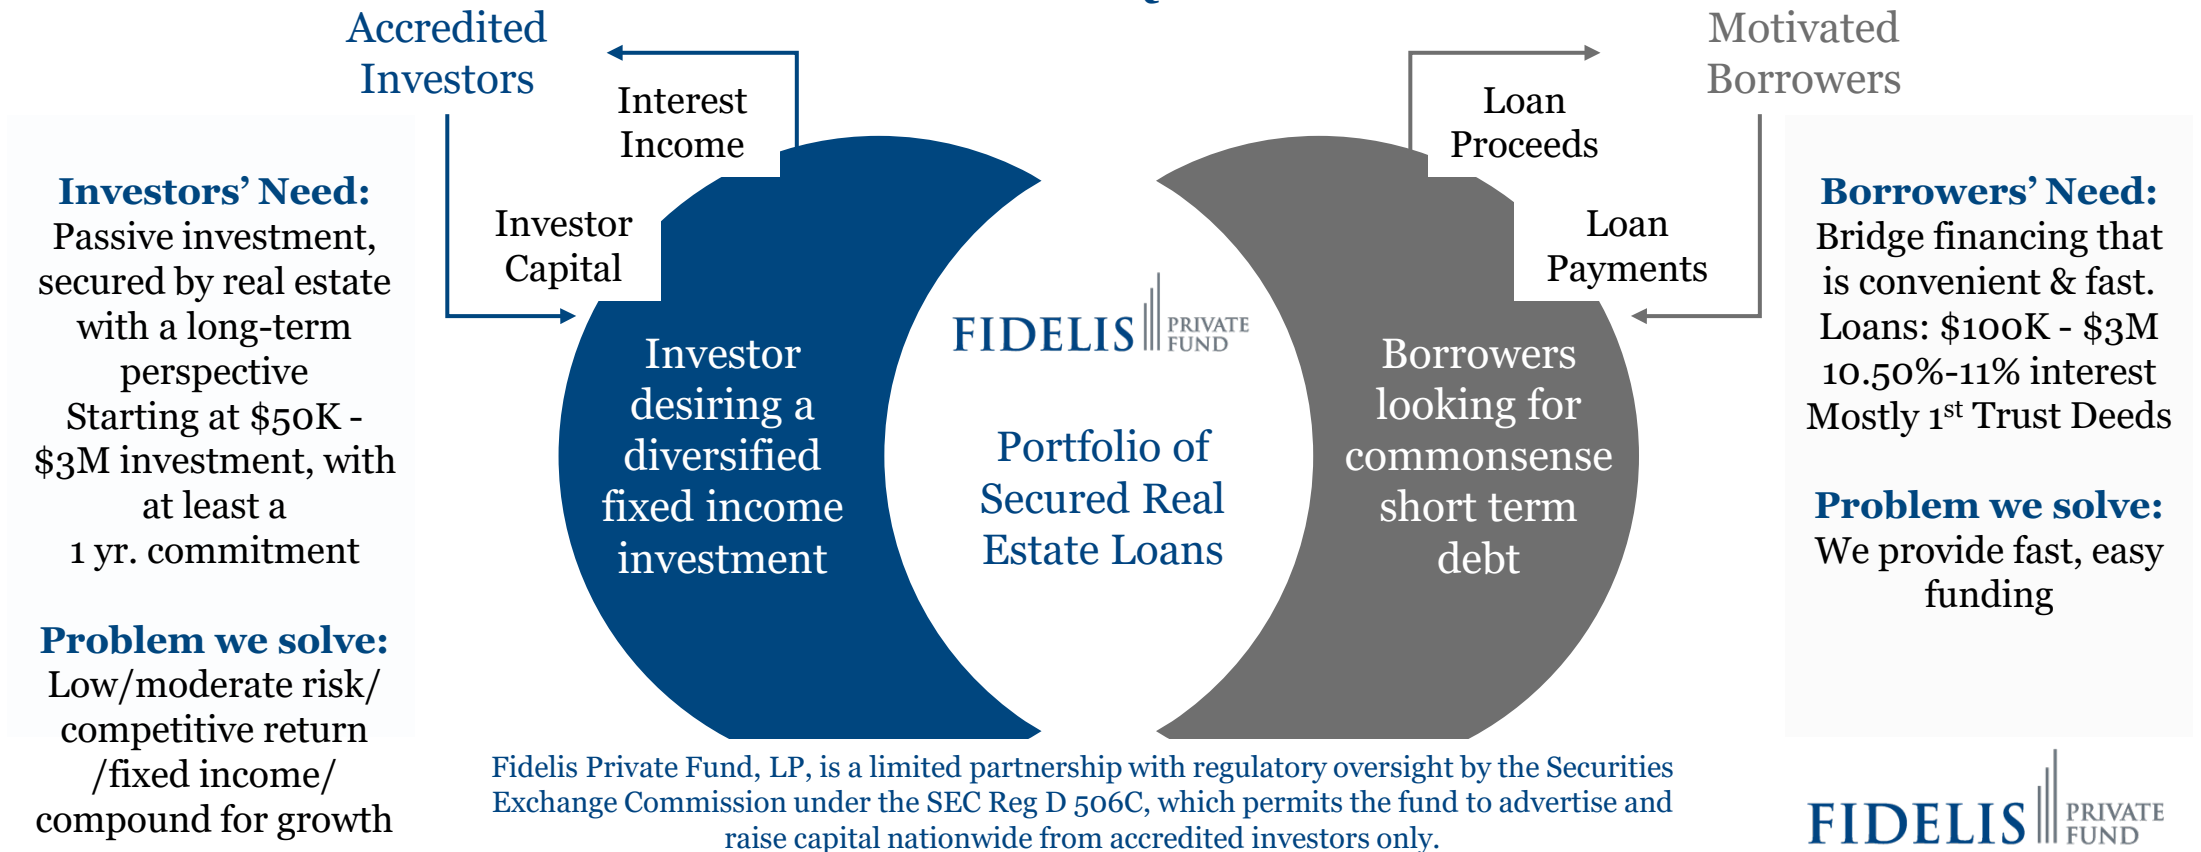 Accredited
Investors
Interest
Income
Investor
Capital
Investors’ Need:
Passive investment,
secured by real estate
with a long-term
perspective
Starting at $50K -
$3M investment, with
at least a
1 yr. commitment
Problem we solve:
Low/moderate risk/
competitive return
/fixed income/
compound for growth
Investor
desiring a
diversified
fixed income
investment
FIDELIS PRIVATE
FUND
Portfolio of
Secured Real
Estate Loans
Motivated
Borrowers
Loan
Proceeds
Loan
Payments
Borrowers
looking for
commonsense
short term
debt
Borrowers’ Need:
Bridge financing that
is convenient & fast.
Loans: $100K - $3M
10.50%-11% interest
Mostly 1st Trust Deeds
Problem we solve:
We provide fast, easy
funding
Fidelis Private Fund, LP, is a limited partnership with regulatory oversight by the Securities
Exchange Commission under the SEC Reg D 506C, which permits the fund to advertise and
raise capital nationwide from accredited investors only.
FIDELIS PRIVATE
FUND